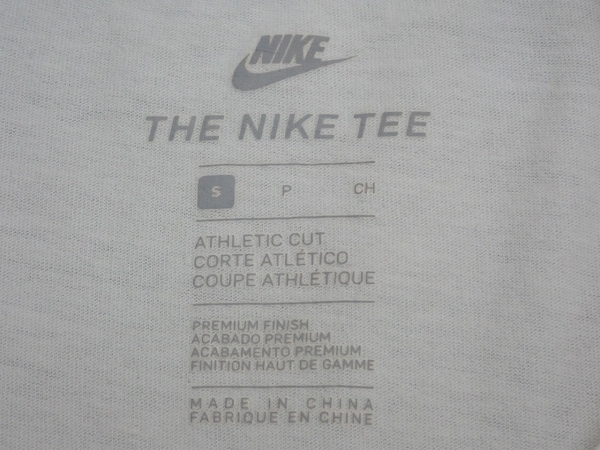 NIKE
THE NIKE TEE
S P CH
ATHLETIC CUT
CORTE ATLÉTICO
COUPE ATHLÉTIQUE
PREMIUM FINISH
ACABADO PREMIUM
ACABAMENTO PREMIUM
FINITION HAUT DE GAMME
MADE IN CHINA
FABRIQUE EN CHINE